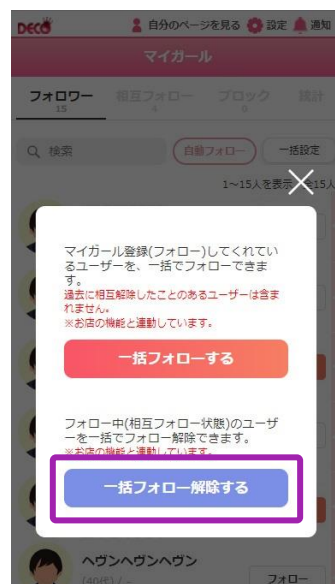 DECO 自分のページを見る 設定 通知
マイガール
フォロワー 相互フォロー ブロック 統計
15 4 0
検索 自動フォロー 一括設定
1〜15人を表示 全15人
マイガール登録(フォロー)してくれてい
るユーザーを、一括でフォローできま
す。
過去に相互解除したことのあるユーザーは含ま
れません。
※お店の機能と連動しています。
一括フォローする
フォロー中(相互フォロー状態)のユーザ
ーを一括でフォロー解除できます。
※お店の機能と連動しています。
一括フォロー解除する
ヘヴンヘヴンヘヴン
(40代) / -
フォロー